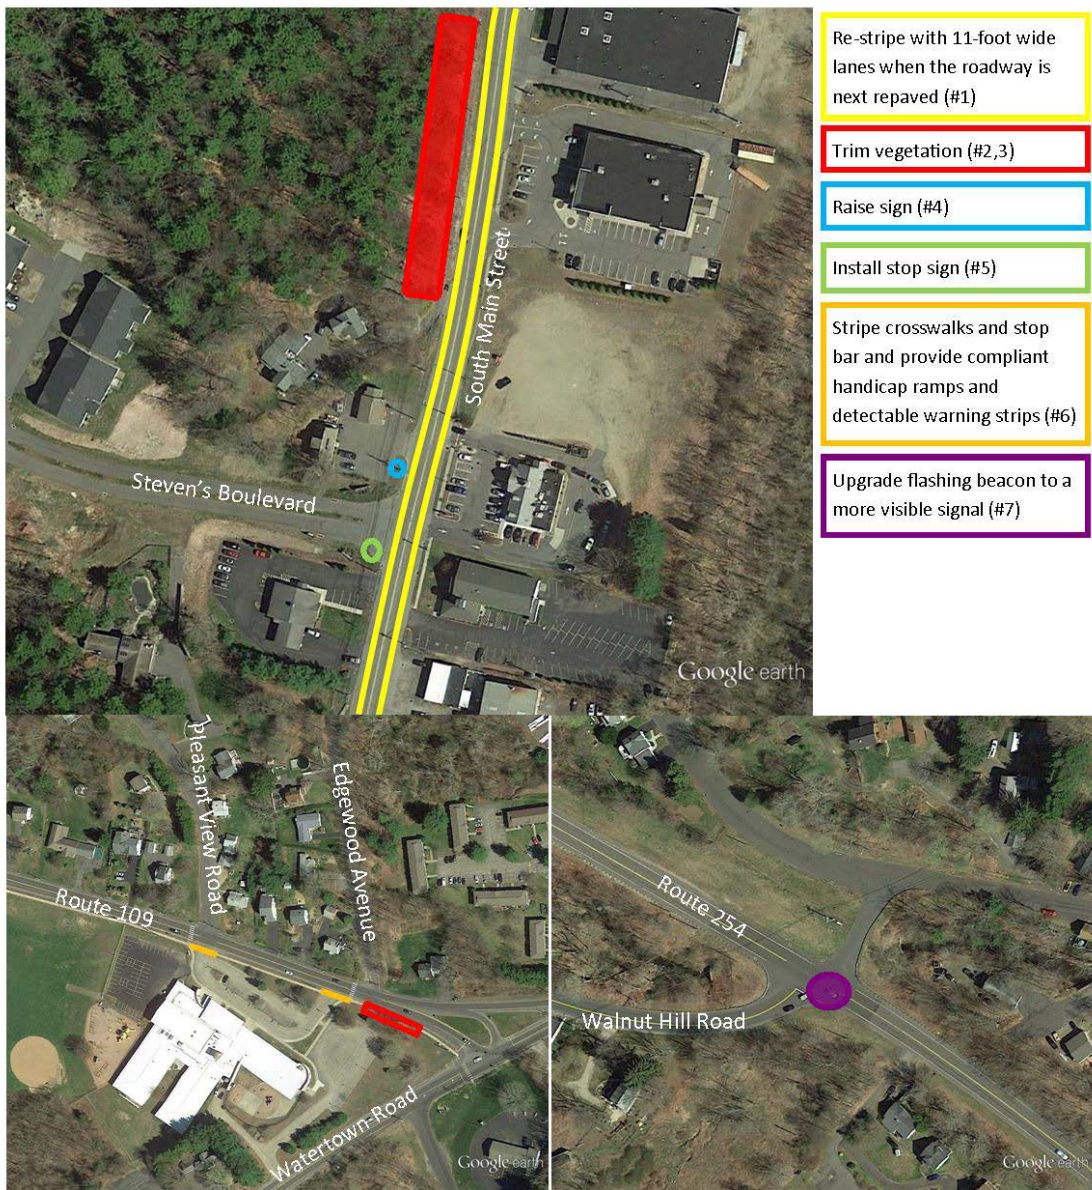 Re-stripe with 11-foot wide
lanes when the roadway is
next repaved (#1)
Trim vegetation (#2,3)
Raise sign (#4)
Install stop sign (#5)
Stripe crosswalks and stop
bar and provide compliant
handicap ramps and
detectable warning strips (#6)
Upgrade flashing beacon to a
more visible signal (#7)
South Main Street
Steven's Boulevard
Google earth
Pleasant View Road
Edgewood Avenue
Route 109
Watertown Road
Google earth
Route 254
Walnut Hill Road
Google earth